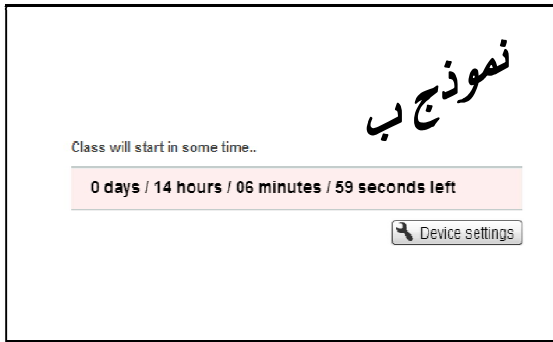 نموذج ب
Class will start in some time..
0 days / 14 hours / 06 minutes / 59 seconds left
Device settings